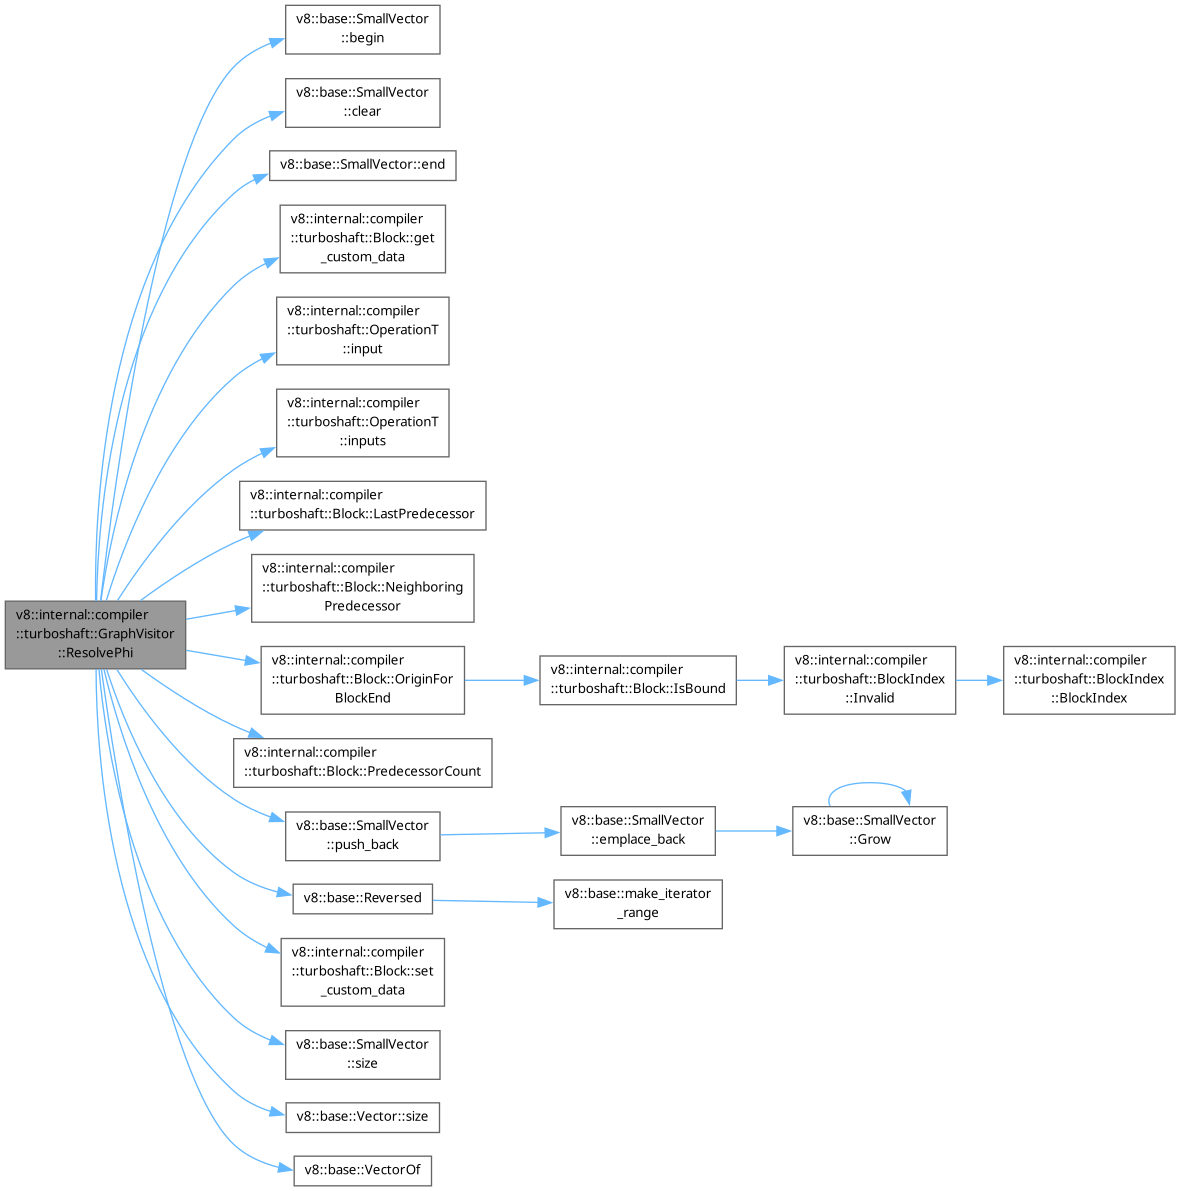 v8::base::SmallVector
::begin
v8::base::SmallVector
::clear
v8::base::SmallVector::end
v8::internal::compiler
::turboshaft::Block::get
_custom_data
v8::internal::compiler
::turboshaft::OperationT
::input
v8::internal::compiler
::turboshaft::OperationT
::inputs
v8::internal::compiler
::turboshaft::Block::LastPredecessor
v8::internal::compiler
::turboshaft::Block::Neighboring
Predecessor
v8::internal::compiler
::turboshaft::GraphVisitor
::ResolvePhi
v8::internal::compiler
::turboshaft::Block::OriginFor
BlockEnd
v8::internal::compiler
::turboshaft::Block::IsBound
v8::internal::compiler
::turboshaft::BlockIndex
::Invalid
v8::internal::compiler
::turboshaft::BlockIndex
::BlockIndex
v8::internal::compiler
::turboshaft::Block::PredecessorCount
v8::base::SmallVector
::push_back
v8::base::SmallVector
::emplace_back
v8::base::SmallVector
::Grow
v8::base::Reversed
v8::base::make_iterator
_range
v8::internal::compiler
::turboshaft::Block::set
_custom_data
v8::base::SmallVector
::size
v8::base::Vector::size
v8::base::VectorOf